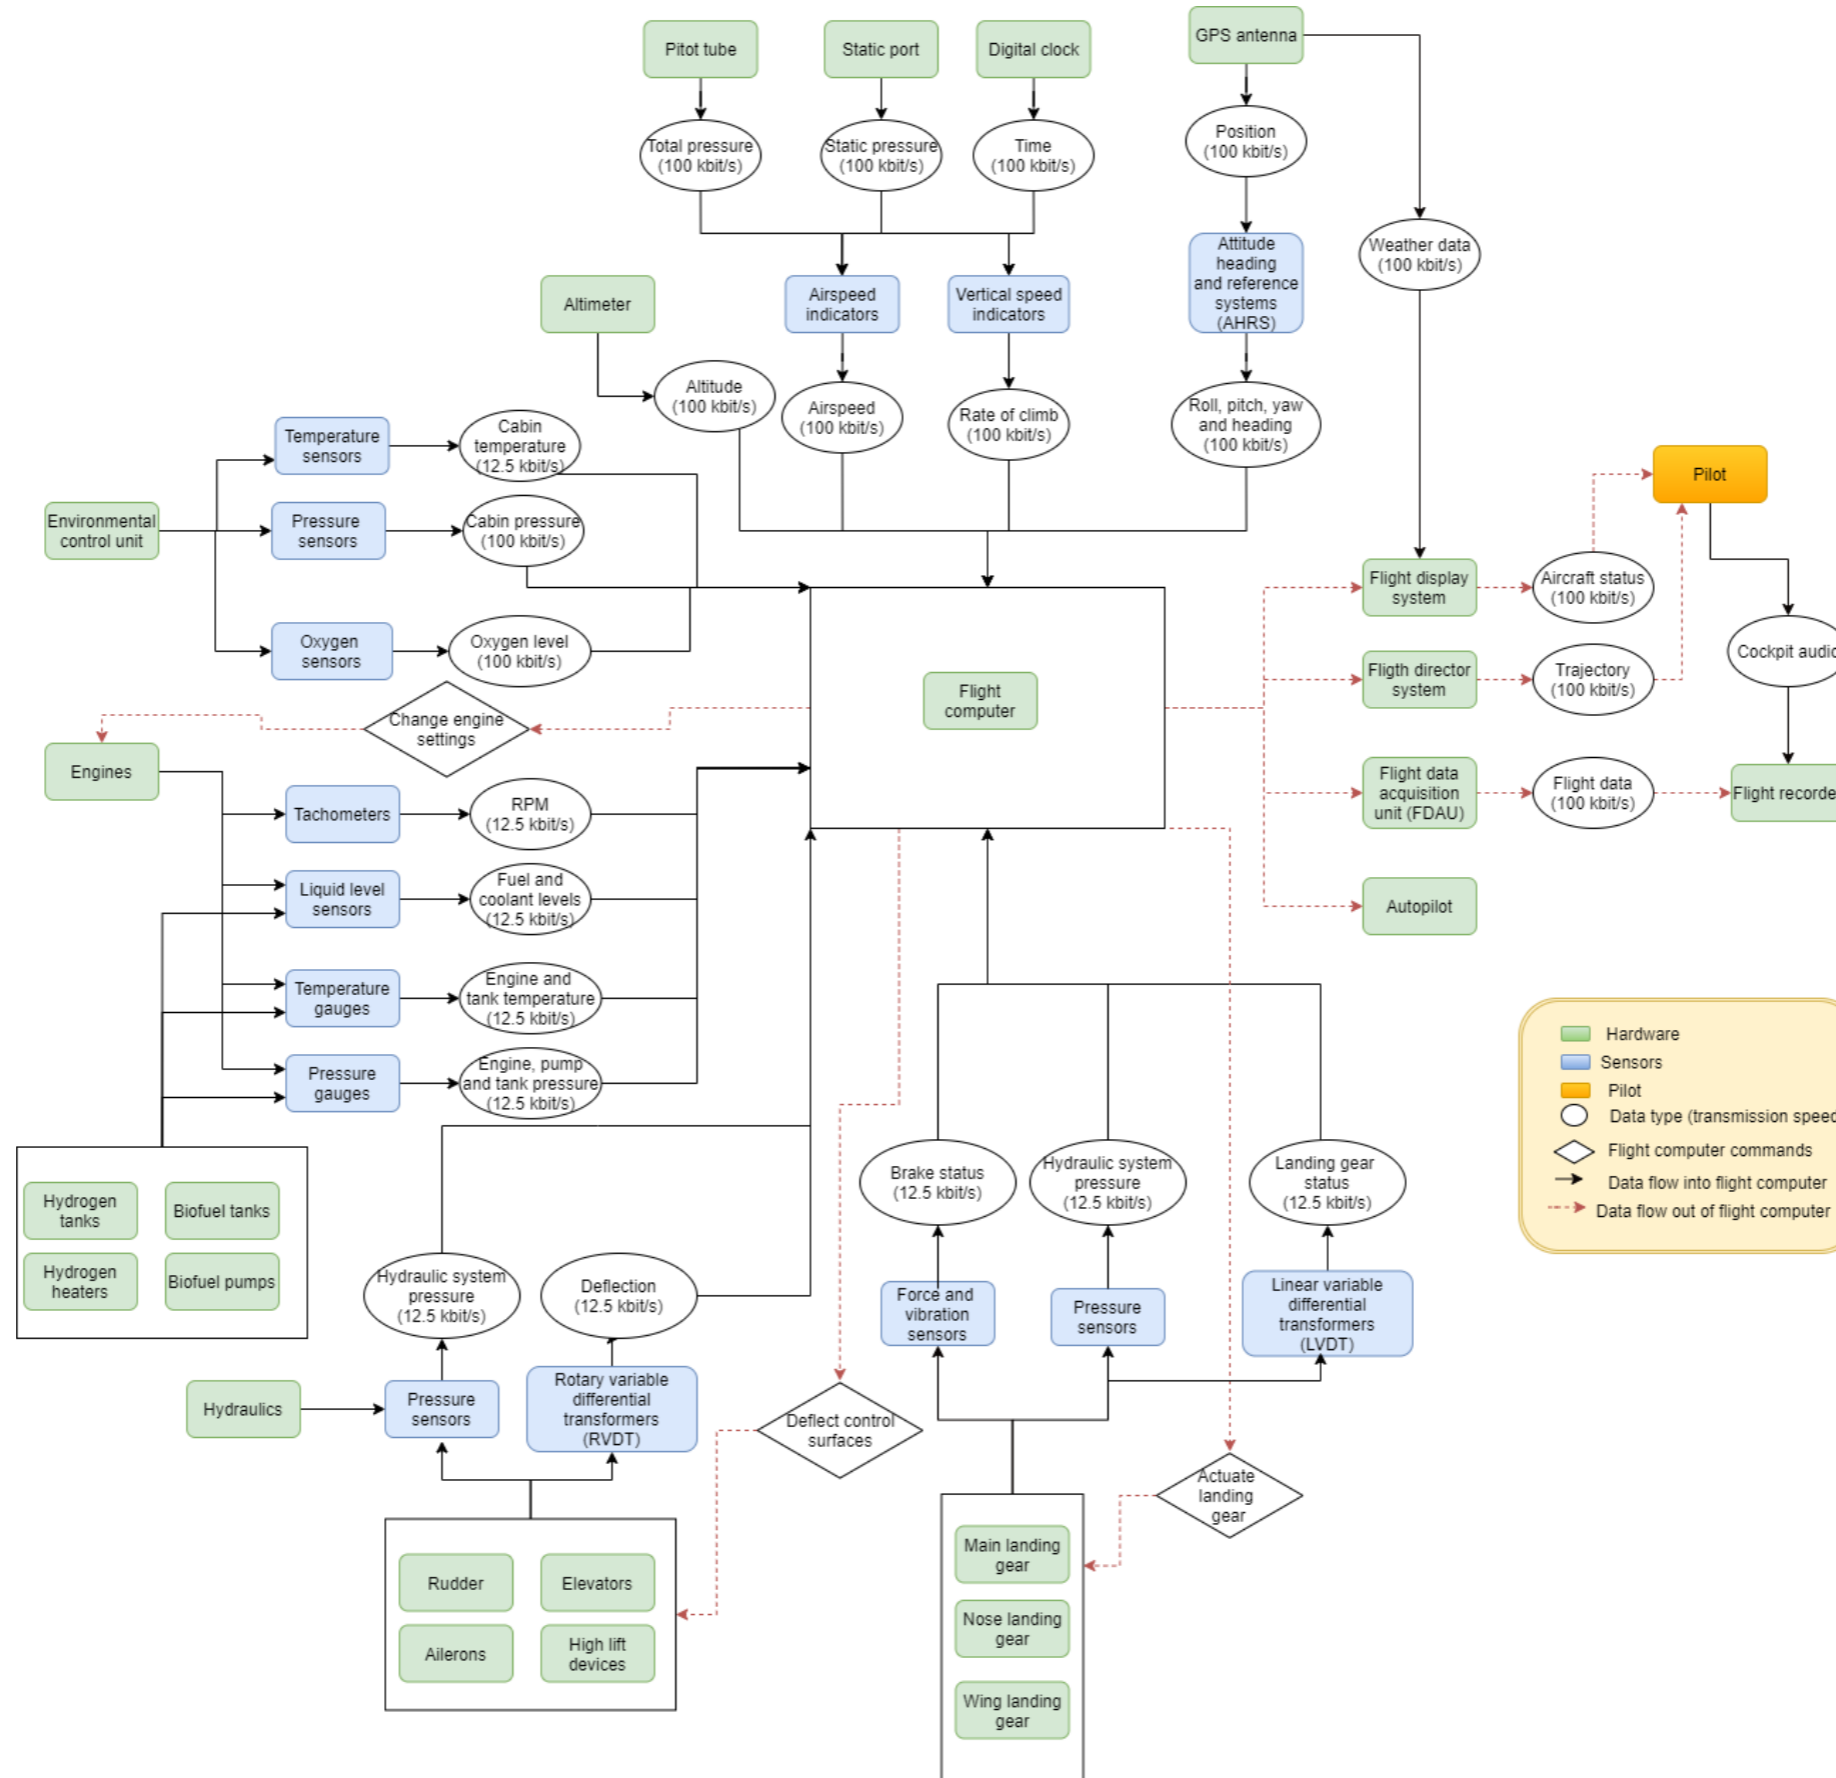 Pitot tube
Static port
Digital clock
GPS antenna
Total pressure
(100 kbit/s)
Static pressure
(100 kbit/s)
Time
(100 kbit/s)
Position
(100 kbit/s)
Attitude
heading
and reference
systems
(AHRS)
Weather data
(100 kbit/s)
Altimeter
Airspeed
indicators
Vertical speed
indicators
Altitude
(100 kbit/s)
Airspeed
(100 kbit/s)
Rate of climb
(100 kbit/s)
Roll, pitch, yaw
and heading
(100 kbit/s)
Temperature
sensors
Cabin
temperature
(12.5 kbit/s)
Pilot
Environmental
control unit
Pressure
sensors
Cabin pressure
(100 kbit/s)
Flight display
system
Aircraft status
(100 kbit/s)
Oxygen
sensors
Oxygen level
(100 kbit/s)
Cockpit audio
Flight
computer
Fligth director
system
Trajectory
(100 kbit/s)
Change engine
settings
Engines
Flight data
acquisition
unit (FDAU)
Flight data
(100 kbit/s)
Flight recorde
Tachometers
RPM
(12.5 kbit/s)
Liquid level
sensors
Fuel and
coolant levels
(12.5 kbit/s)
Autopilot
Temperature
gauges
Engine and
tank temperature
(12.5 kbit/s)
Pressure
gauges
Engine, pump
and tank pressure
(12.5 kbit/s)
Hardware
Sensors
Pilot
Data type (transmission speed
Flight computer commands
Data flow into flight computer
Data flow out of flight computer
Hydrogen
tanks
Biofuel tanks
Hydrogen
heaters
Biofuel pumps
Brake status
(12.5 kbit/s)
Hydraulic system
pressure
(12.5 kbit/s)
Landing gear
status
(12.5 kbit/s)
Hydraulic system
pressure
(12.5 kbit/s)
Deflection
(12.5 kbit/s)
Force and
vibration
sensors
Pressure
sensors
Linear variable
differential
transformers
(LVDT)
Hydraulics
Pressure
sensors
Rotary variable
differential
transformers
(RVDT)
Deflect control
surfaces
Actuate
landing
gear
Rudder
Elevators
Ailerons
High lift
devices
Main landing
gear
Nose landing
gear
Wing landing
gear